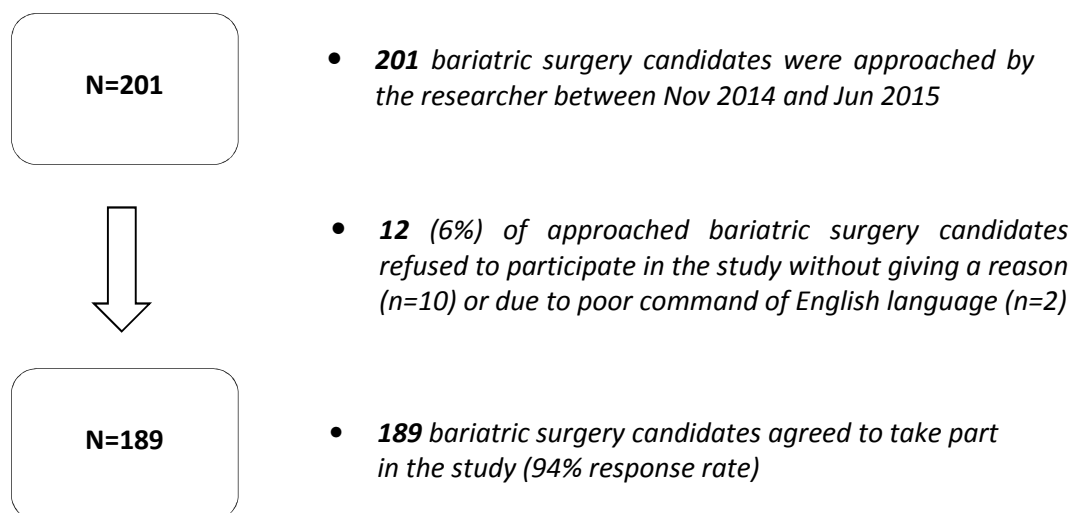 N=201
• 201 bariatric surgery candidates were approached by
the researcher between Nov 2014 and Jun 2015
• 12 (6%) of approached bariatric surgery candidates
refused to participate in the study without giving a reason
(n=10) or due to poor command of English language (n=2)
N=189
• 189 bariatric surgery candidates agreed to take part
in the study (94% response rate)